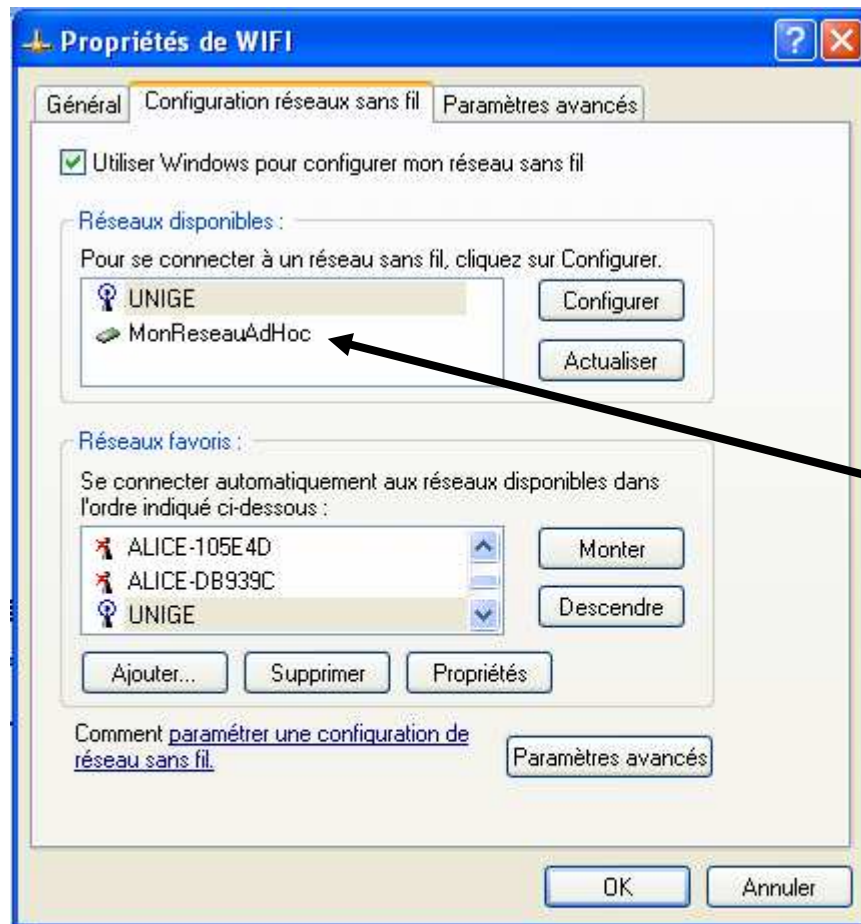 Propriétés de WIFI
Général
Configuration réseaux sans fil
Paramètres avancés
Utiliser Windows pour configurer mon réseau sans fil
Réseaux disponibles :
Pour se connecter à un réseau sans fil, cliquez sur Configurer.
UNIGE
MonReseauAdHoc
Configurer
Actualiser
Réseaux favoris :
Se connecter automatiquement aux réseaux disponibles dans
l'ordre indiqué ci-dessous :
ALICE-105E4D
ALICE-DB939C
UNIGE
Monter
Descendre
Ajouter...
Supprimer
Propriétés
Comment paramétrer une configuration de
réseau sans fil.
Paramètres avancés
OK
Annuler